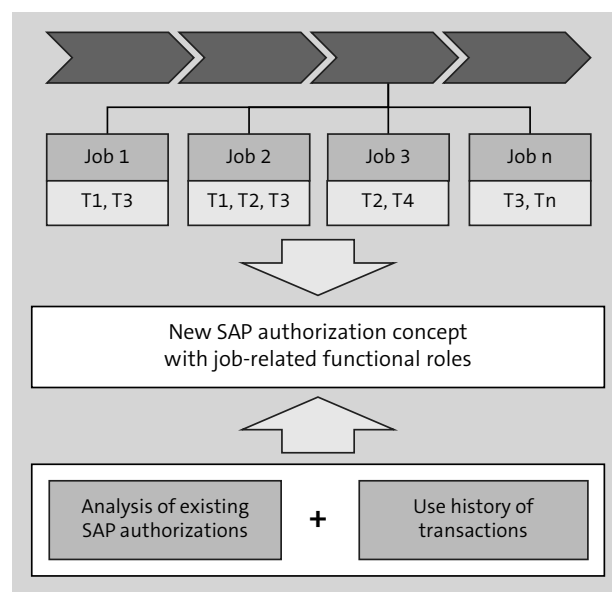 Job 1
Job 2
Job 3
Job n
T1, T3
T1, T2, T3
T2, T4
T3, Tn
New SAP authorization concept
with job-related functional roles
Analysis of existing
SAP authorizations
+
Use history of
transactions